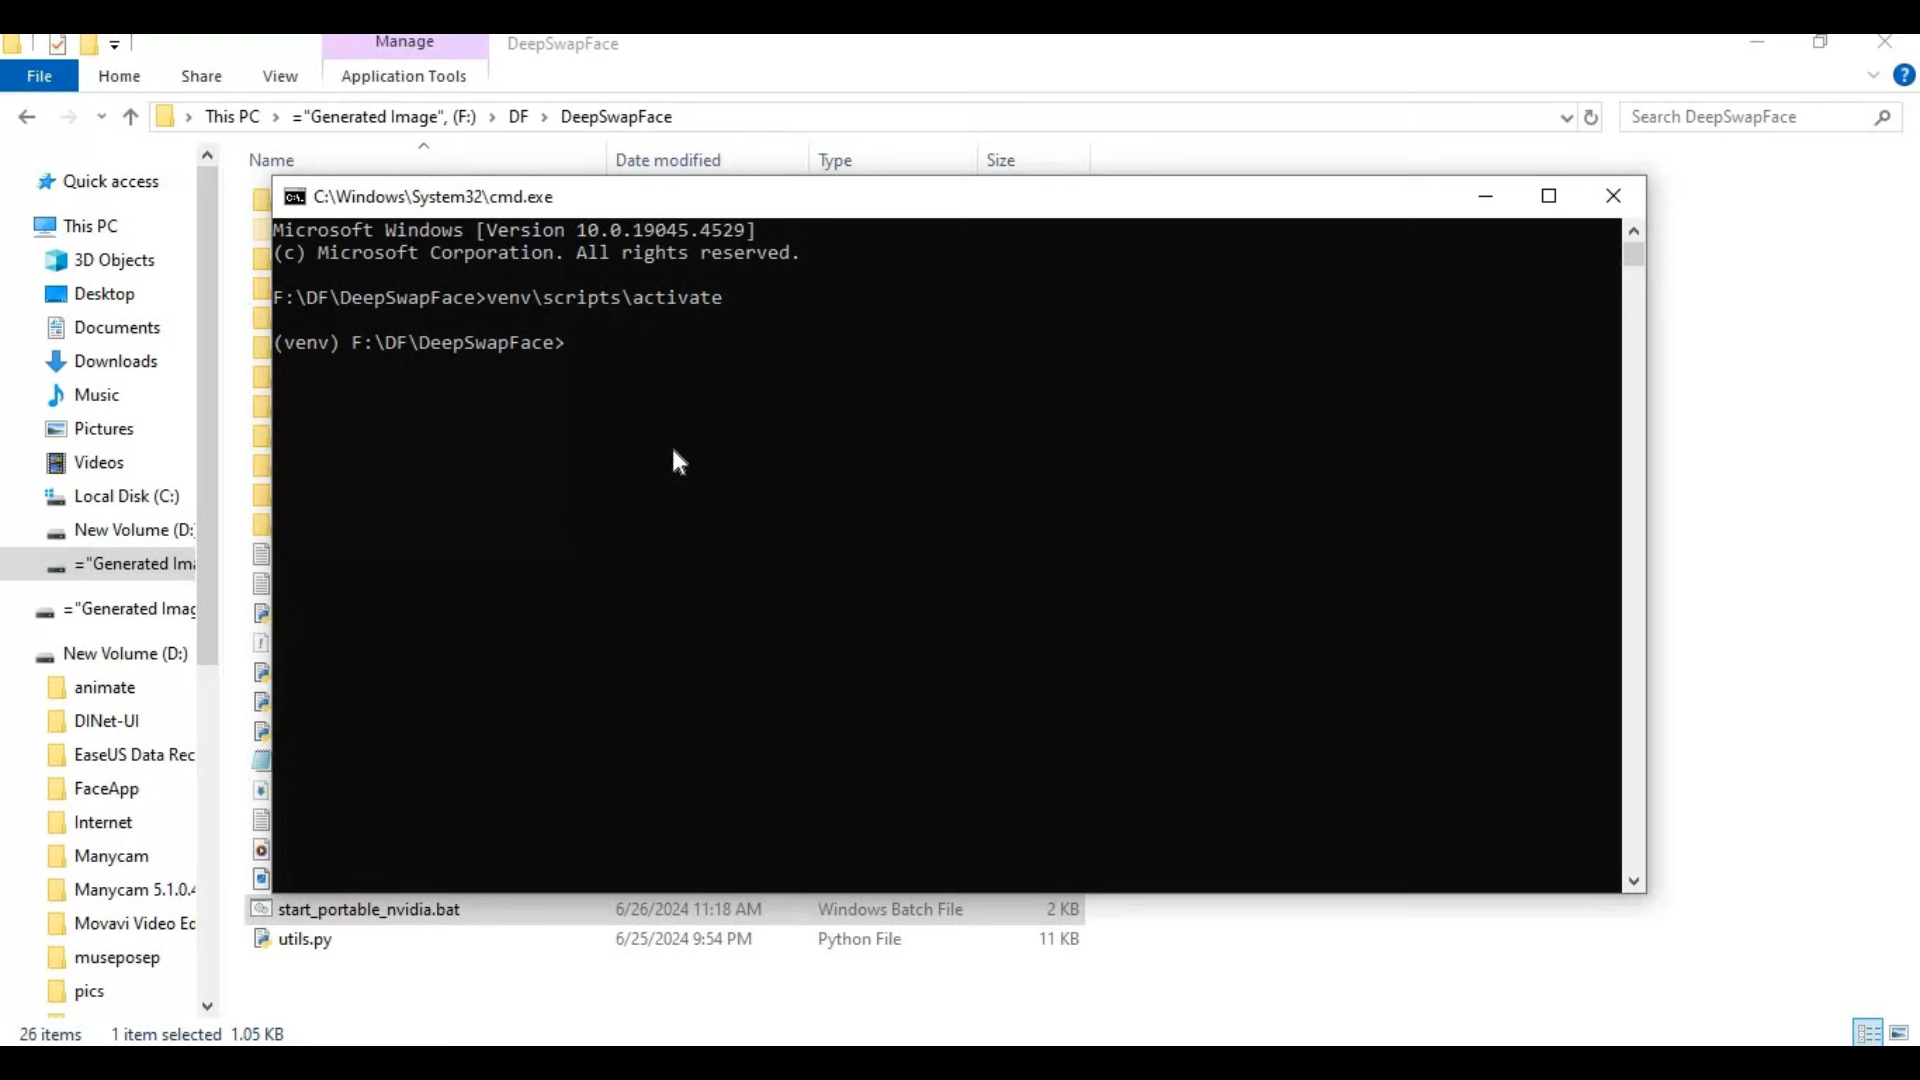 Manage
DeepSwapFace
File
Home
Share
View
Application Tools
?
This PC > ="Generated Image", (F:) > DF > DeepSwapFace
Search DeepSwapFace
Name
Date modified
Type
Size
Quick access
This PC
3D Objects
Desktop
Documents
Downloads
Music
Pictures
Videos
Local Disk (C:)
New Volume (D:
="Generated Ima
="Generated Imag
New Volume (D:)
animate
DINet-UI
EaseUS Data Rec
FaceApp
Internet
Manycam
Manycam 5.1.0.4
Movavi Video Ed
museposep
pics
C:\Windows\System32\cmd.exe
Microsoft Windows [Version 10.0.19045.4529]
(c) Microsoft Corporation. All rights reserved.
F:\DF\DeepSwapFace>venv\scripts\activate
(venv) F:\DF\DeepSwapFace>
start_portable_nvidia.bat 6/26/2024 11:18 AM Windows Batch File 2 KB
utils.py 6/25/2024 9:54 PM Python File 11 KB
26 items 1 item selected 1.05 KB